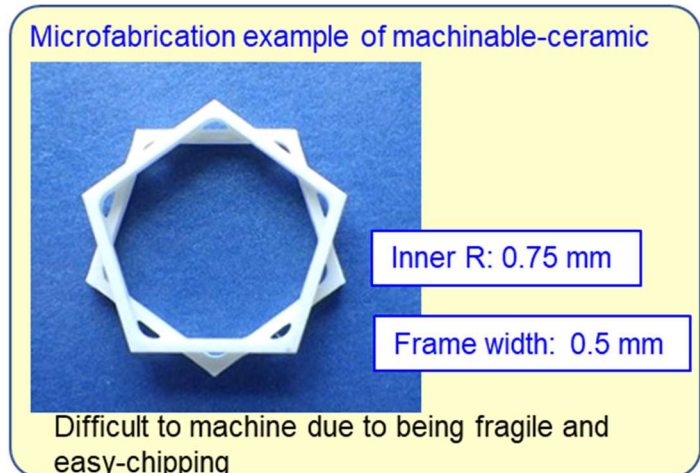 Microfabrication example of machinable-ceramic
Inner R: 0.75 mm
Frame width: 0.5 mm
Difficult to machine due to being fragile and
easy-chipping